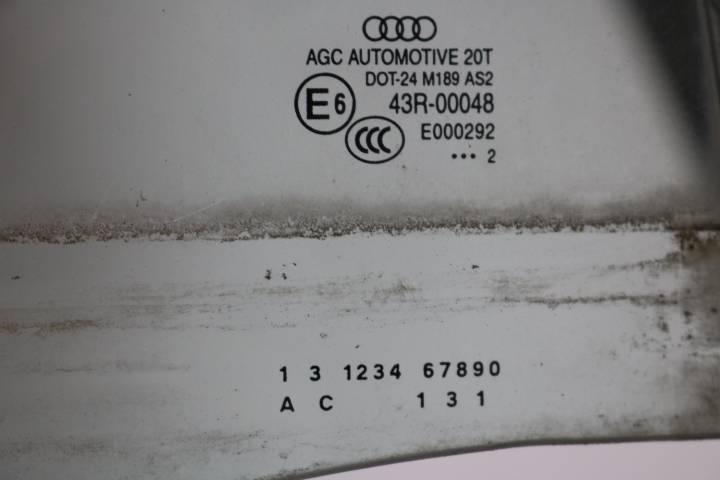 AGC AUTOMOTIVE 20T
DOT-24 M189 AS2
E6 43R-00048
CCC E000292
••• 2
1 3 1234 67890
A C 1 3 1